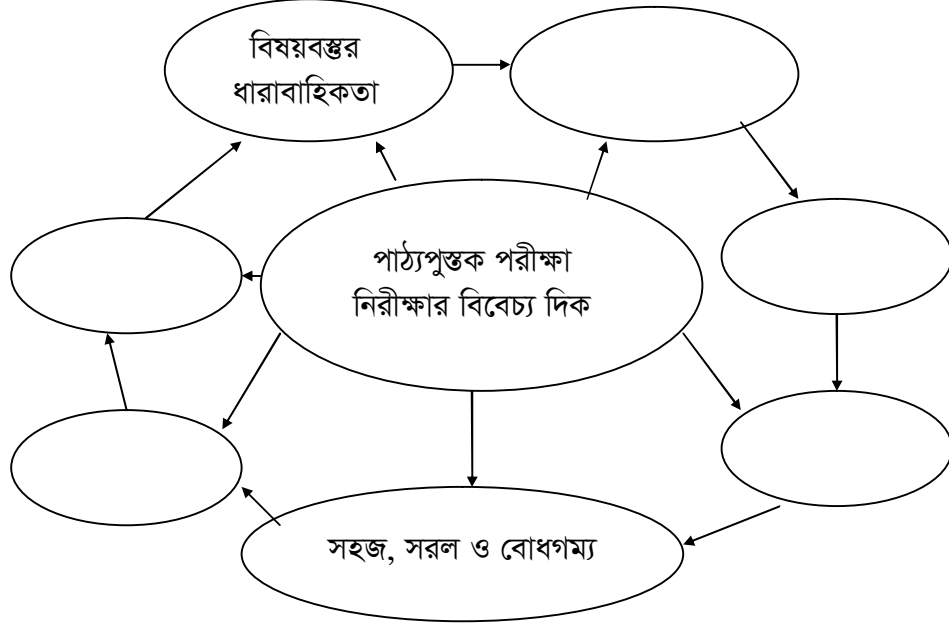 বিষয়বস্তুর
ধারাবাহিকতা
পাঠ্যপুস্তক পরীক্ষা
নিরীক্ষার বিবেচ্য দিক
সহজ, সরল ও বোধগম্য